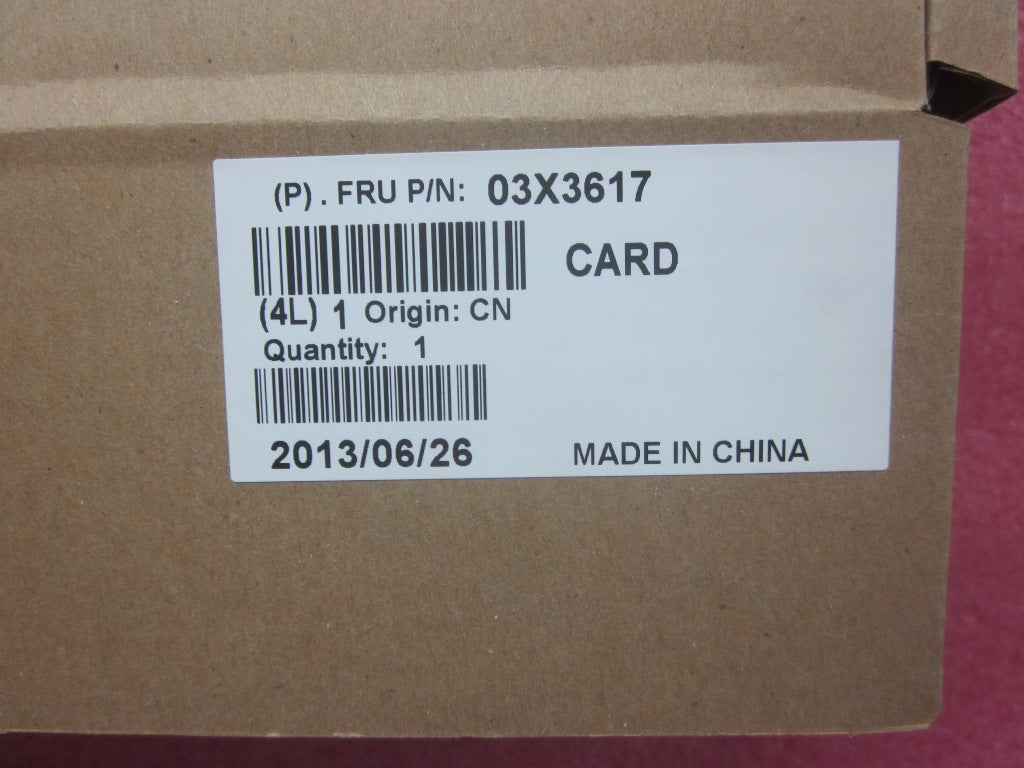 (P) . FRU P/N: 03X3617
CARD
(4L) 1 Origin: CN
Quantity: 1
2013/06/26
MADE IN CHINA